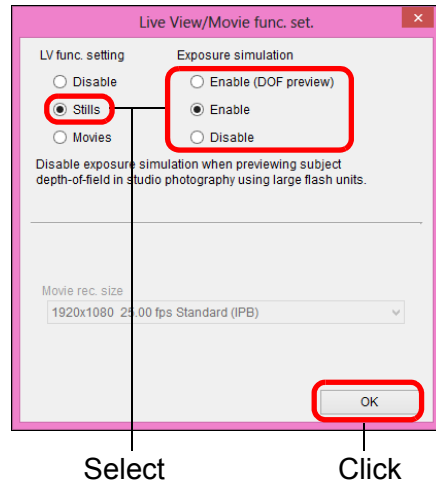 Live View/Movie func. set.
LV func. setting
Exposure simulation
Disable
Enable (DOF preview)
Stills
Enable
Movies
Disable
Disable exposure simulation when previewing subject
depth-of-field in studio photography using large flash units.
Movie rec. size
1920x1080 25.00 fps Standard (IPB)
OK
Select
Click